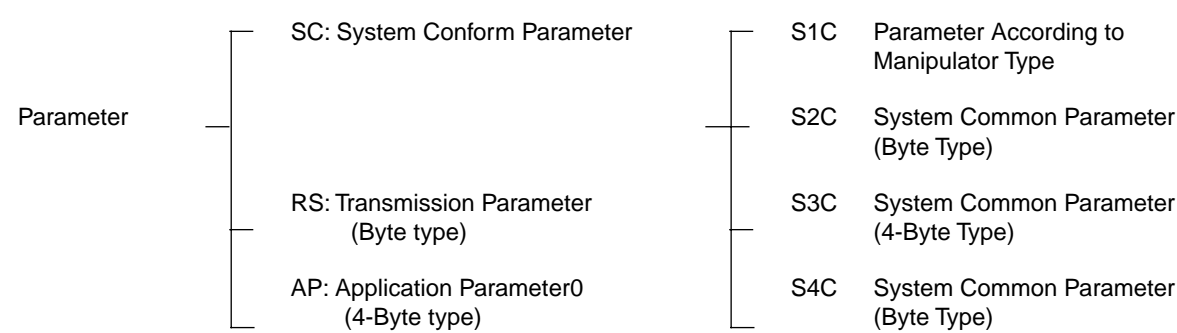 SC: System Conform Parameter
S1C Parameter According to
Manipulator Type
Parameter
S2C System Common Parameter
(Byte Type)
RS: Transmission Parameter
(Byte type)
S3C System Common Parameter
(4-Byte Type)
AP: Application Parameter0
(4-Byte type)
S4C System Common Parameter
(Byte Type)